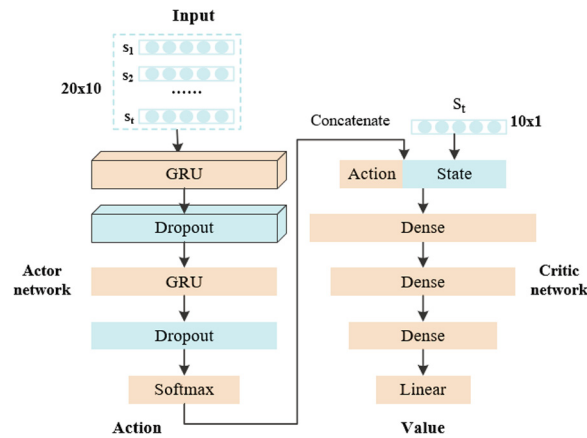 Input
s1
s2
......
st
20x10
GRU
Dropout
Actor
network
GRU
Dropout
Softmax
Action
Concatenate
St
10x1
Action
State
Dense
Dense
Critic
network
Dense
Linear
Value